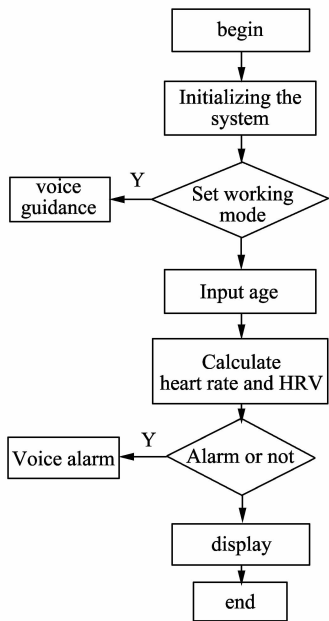 begin
Initializing the
system
Y
voice
guidance
Set working
mode
Input age
Calculate
heart rate and HRV
Y
Voice alarm
Alarm or not
display
end